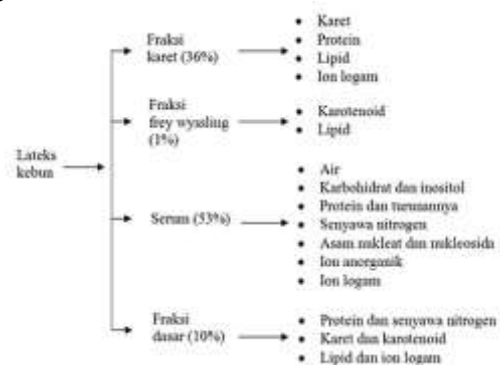 Lateks
kebun
Fraksi
karet (36%)
• Karet
• Protein
• Lipid
• Ion logam
Fraksi
frey wyssling
(1%)
• Karotenoid
• Lipid
Serum (53%)
• Air
• Karbohidrat dan inositol
• Protein dan turunannya
• Senyawa nitrogen
• Asam nukleat dan nukleosida
• Ion anorganik
• Ion logam
Fraksi
dasar (10%)
• Protein dan senyawa nitrogen
• Karet dan karotenoid
• Lipid dan ion logam